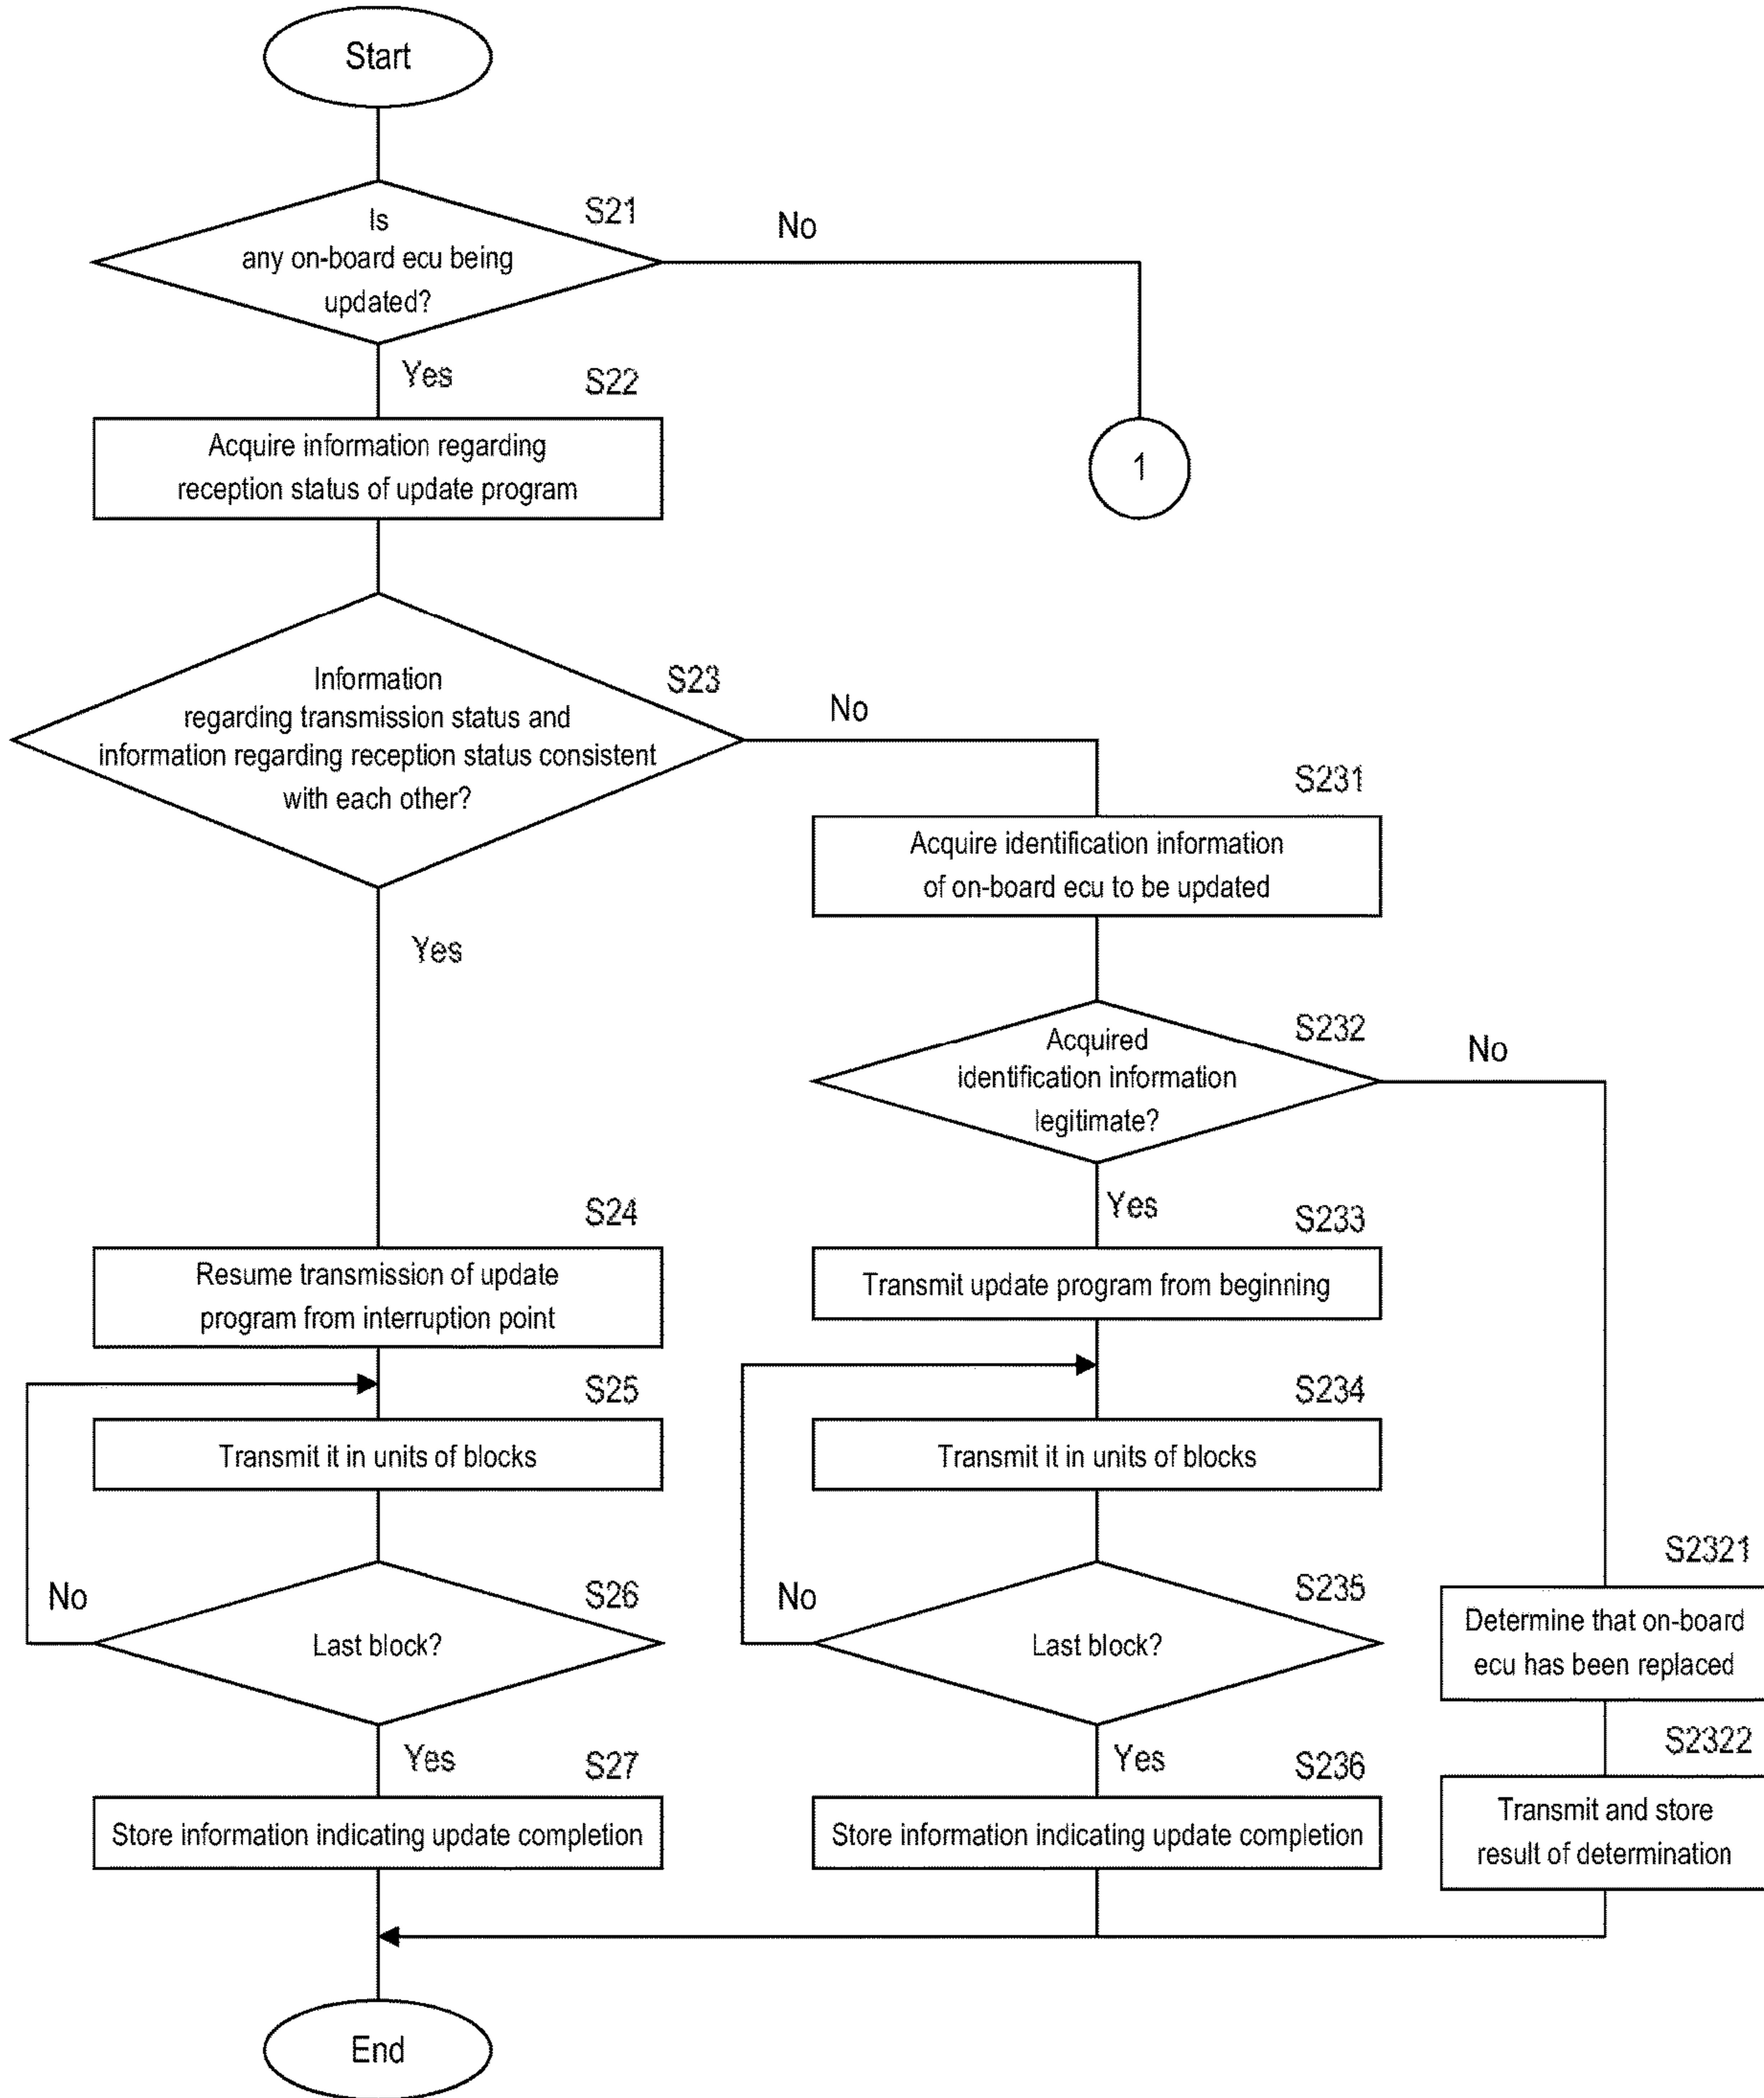 Start
S21
Is
any on-board ecu being
updated?
No
Yes
1
S22
Acquire information regarding
reception status of update program
S23
Information
regarding transmission status and
information regarding reception status consistent
with each other?
No
Yes
S231
Acquire identification information
of on-board ecu to be updated
S232
Acquired
identification information
legitimate?
No
Yes
S24
Resume transmission of update
program from interruption point
S233
Transmit update program from beginning
S25
Transmit it in units of blocks
S234
Transmit it in units of blocks
S26
Last block?
No
Yes
S235
Last block?
No
Yes
S2321
Determine that on-board
ecu has been replaced
S27
Store information indicating update completion
S236
Store information indicating update completion
S2322
Transmit and store
result of determination
End